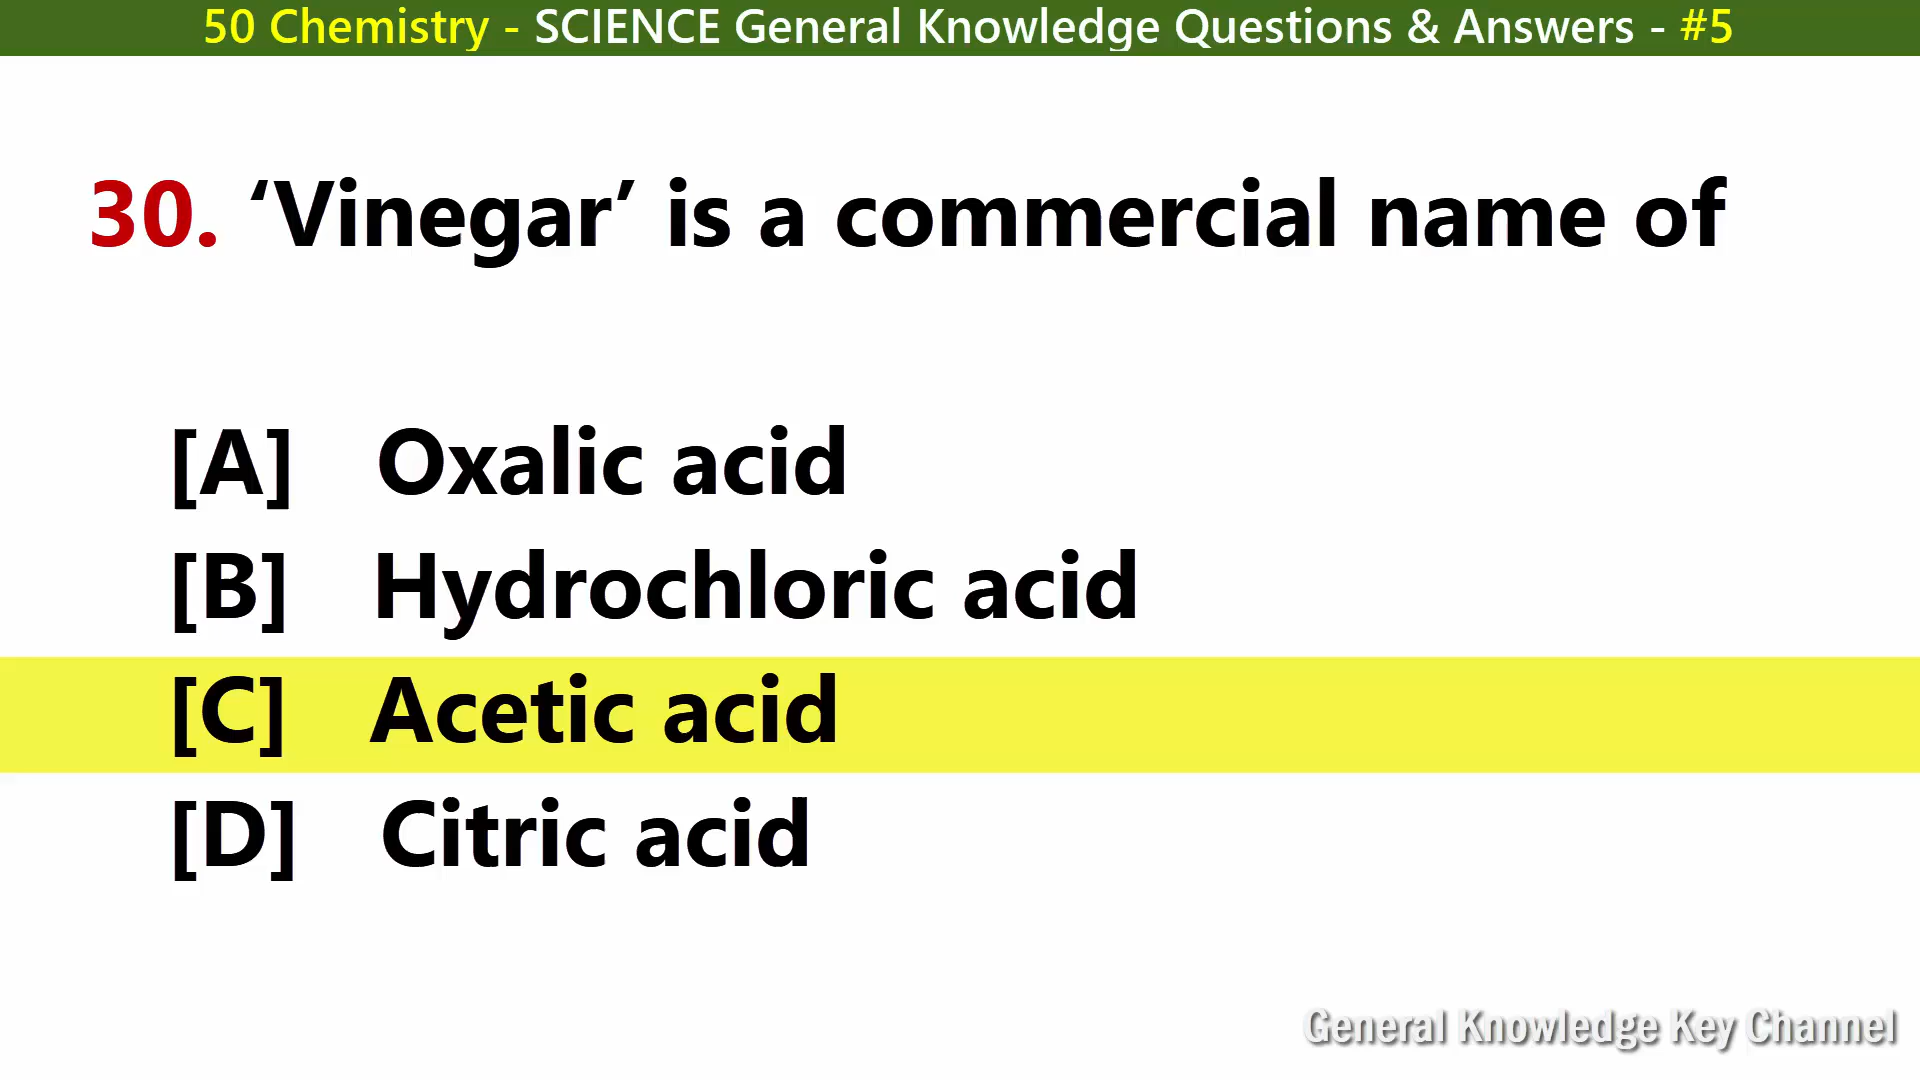 50 Chemistry - SCIENCE General Knowledge Questions & Answers - #5
30. ‘Vinegar’ is a commercial name of
[A] Oxalic acid
[B] Hydrochloric acid
[C] Acetic acid
[D] Citric acid
General Knowledge Key Channel